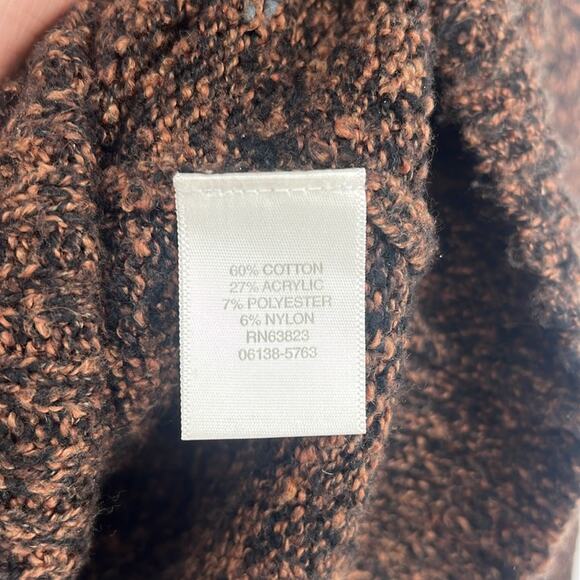 60% COTTON
27% ACRYLIC
7% POLYESTER
6% NYLON
RN63823
06138-5763